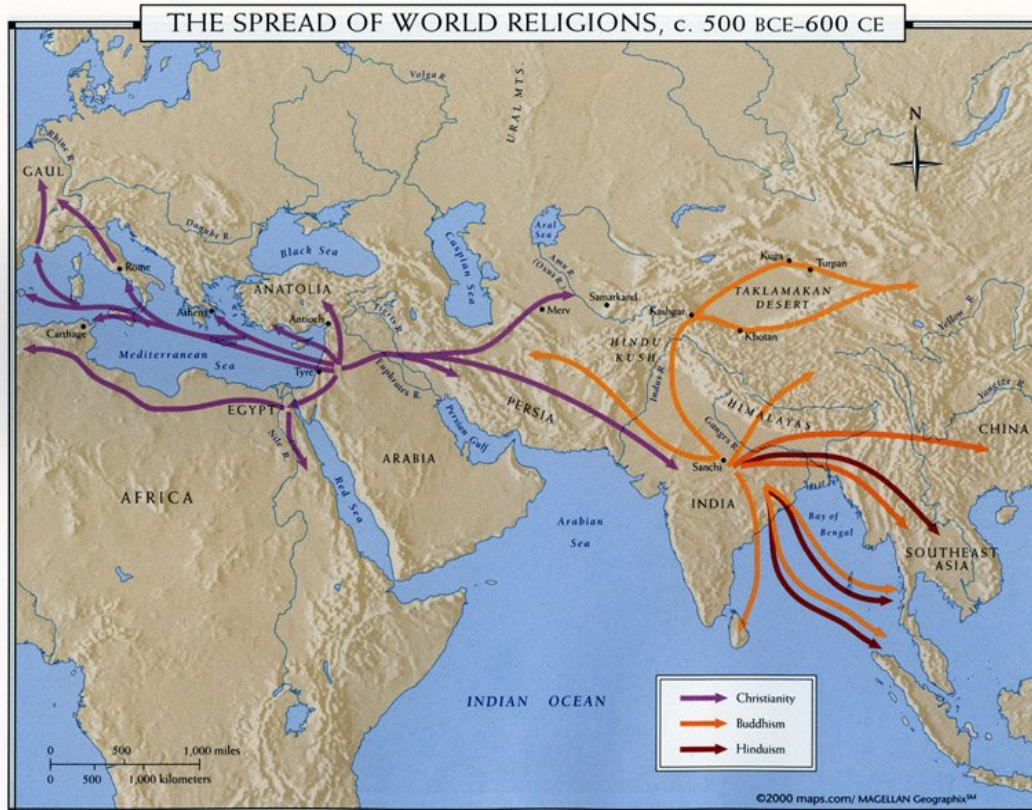 THE SPREAD OF WORLD RELIGIONS, c. 500 BCE–600 CE
Volga R.
URAL MTS.
N
Rhine R.
GAUL
Danube R.
Aral
Sea
Black Sea
Caspian Sea
Amu R.
(Oxus R.)
Kuga
Turpan
Rome
ANATOLIA
TAKLAMAKAN
DESERT
Samarkand
Merv
Kashgar
Athens
Antioch
Tigris R.
Yellow R.
Carthage
Khotan
HINDU
KUSH
Mediterranean
Sea
Tyre
Euphrates R.
Indus R.
Yangtze R.
PERSIA
HIMALAYAS
EGYPT
Persian Gulf
Ganges R.
CHINA
Nile R.
ARABIA
Sanchi
AFRICA
Red Sea
INDIA
Arabian
Sea
Bay of
Bengal
SOUTHEAST
ASIA
INDIAN OCEAN
Christianity
Buddhism
Hinduism
0 500 1,000 miles
0 500 1,000 kilometers
©2000 maps.com/ MAGELLAN Geographix℠